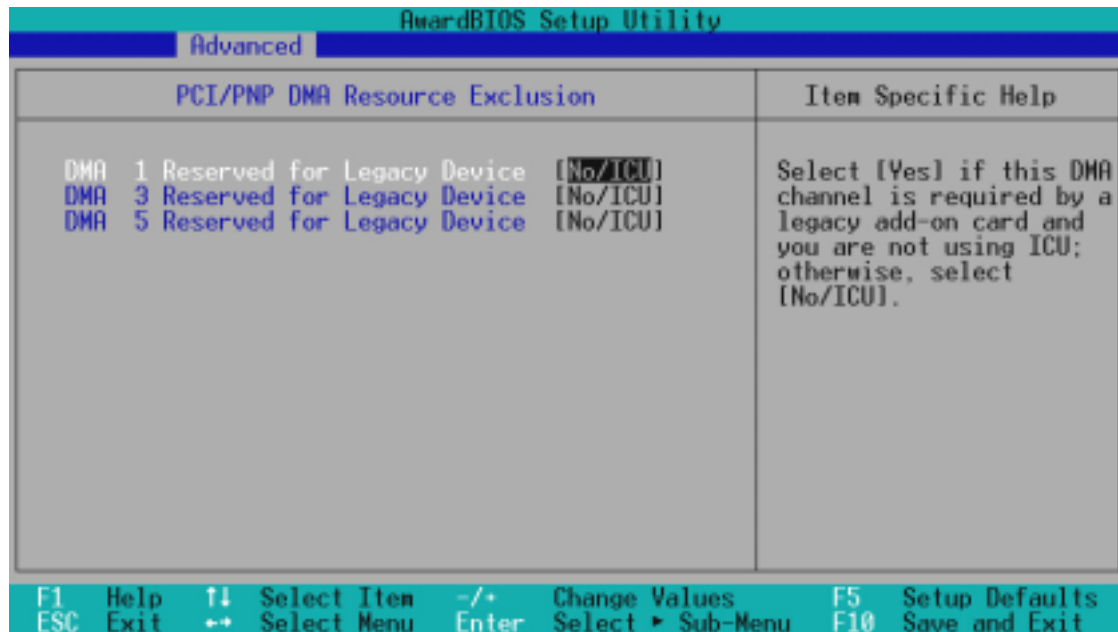 AwardBIOS Setup Utility
Advanced
PCI/PNP DMA Resource Exclusion
Item Specific Help
DMA 1 Reserved for Legacy Device [No/ICU]
DMA 3 Reserved for Legacy Device [No/ICU]
DMA 5 Reserved for Legacy Device [No/ICU]
Select [Yes] if this DMA
channel is required by a
legacy add-on card and
you are not using ICU;
otherwise, select
[No/ICU].
F1 Help ↑↓ Select Item -/+ Change Values F5 Setup Defaults
ESC Exit ←→ Select Menu Enter Select ► Sub-Menu F10 Save and Exit